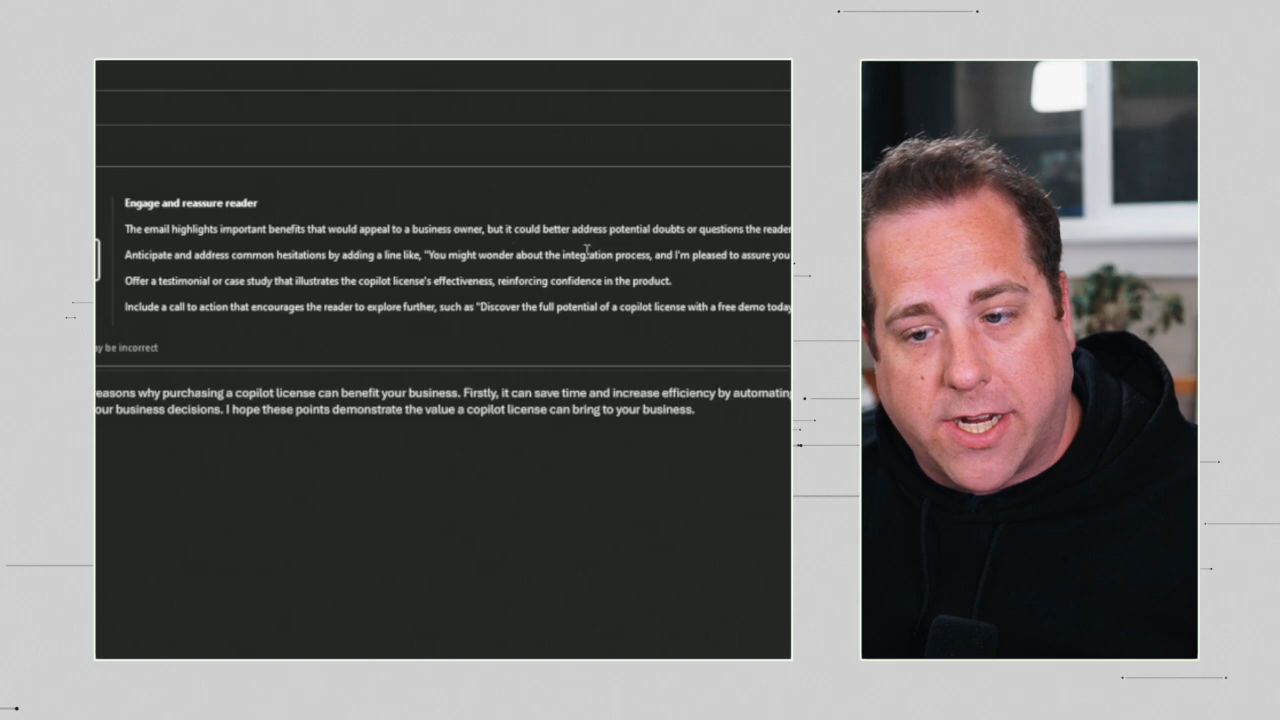 Engage and reassure reader
The email highlights important benefits that would appeal to a business owner, but it could better address potential doubts or questions the reader
Anticipate and address common hesitations by adding a line like, "You might wonder about the integration process, and I'm pleased to assure you
Offer a testimonial or case study that illustrates the copilot license's effectiveness, reinforcing confidence in the product.
Include a call to action that encourages the reader to explore further, such as "Discover the full potential of a copilot license with a free demo today
ay be incorrect
easons why purchasing a copilot license can benefit your business. Firstly, it can save time and increase efficiency by automating
our business decisions. I hope these points demonstrate the value a copilot license can bring to your business.